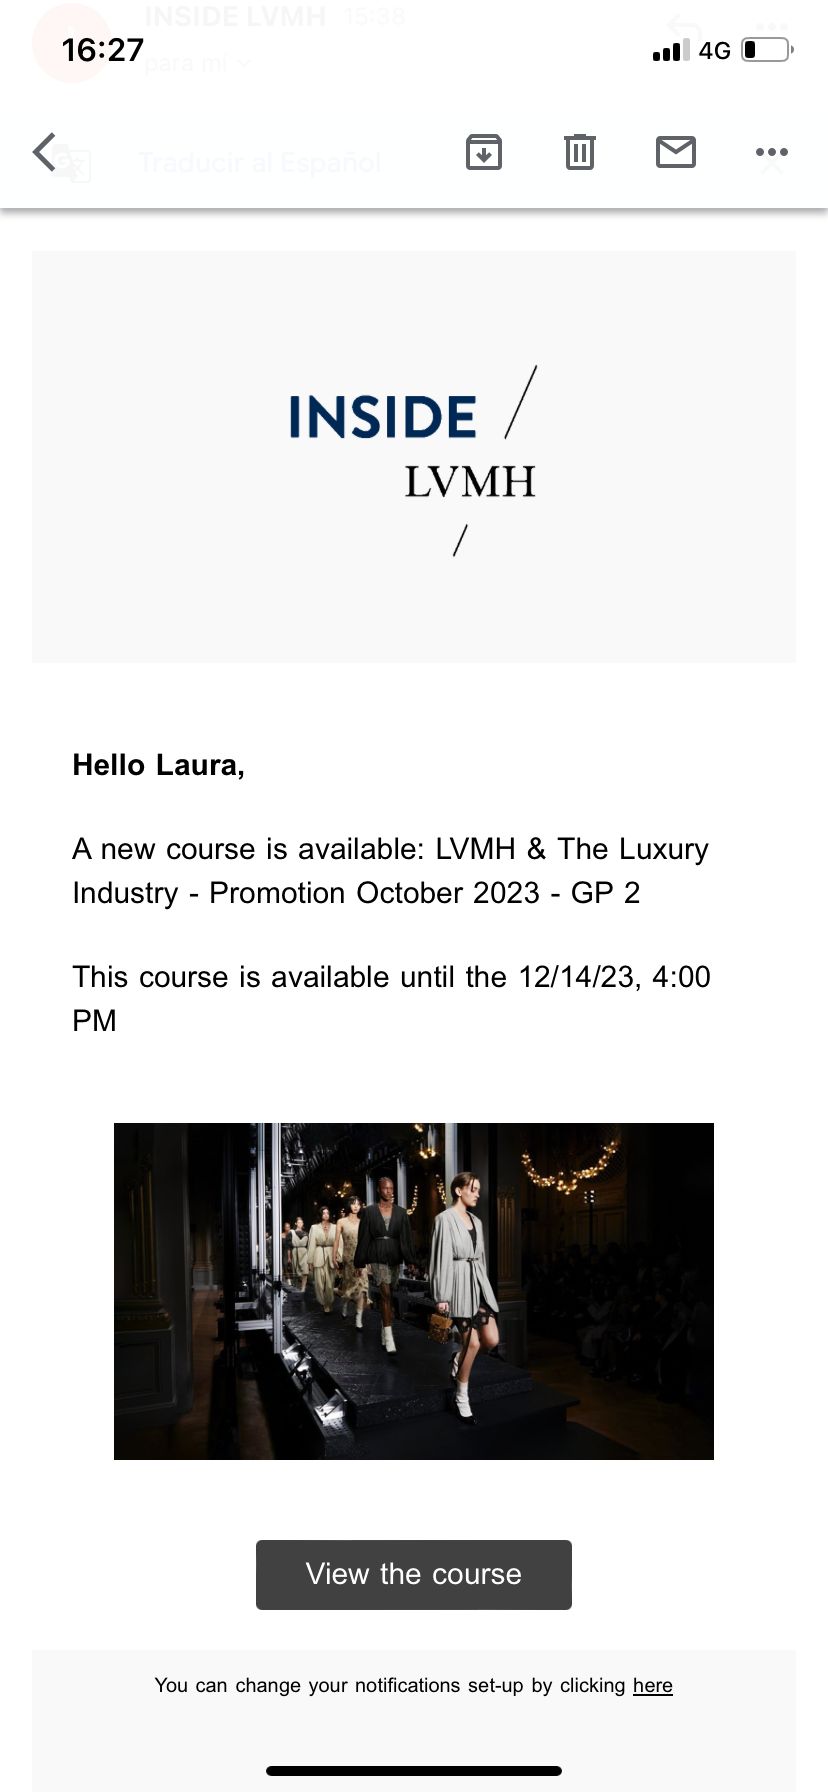 INSIDE LVMH 15:38
16:27
4G
para mí
Traducir al Español
INSIDE
LVMH
Hello Laura,
A new course is available: LVMH & The Luxury
Industry - Promotion October 2023 - GP 2
This course is available until the 12/14/23, 4:00
PM
View the course
You can change your notifications set-up by clicking here